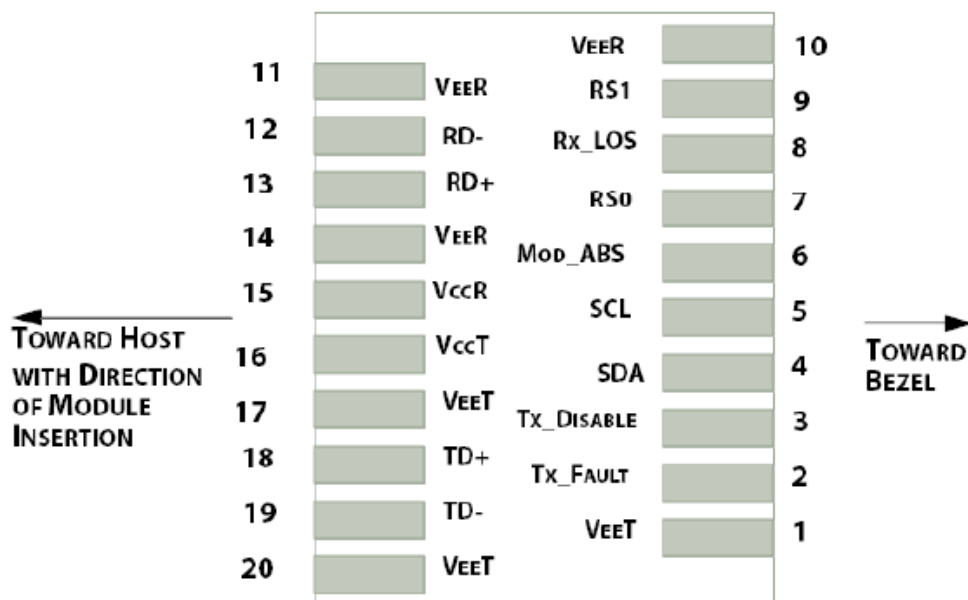 VEER 10
11 VEER
RS1 9
12 RD-
Rx_LOS 8
13 RD+
RS0 7
14 VEER
MOD_ABS 6
15 VCCR
SCL 5
TOWARD HOST
WITH DIRECTION
OF MODULE
INSERTION
TOWARD
BEZEL
16 VCCT
SDA 4
17 VEET
TX_DISABLE 3
18 TD+
TX_FAULT 2
19 TD-
VEET 1
20 VEET